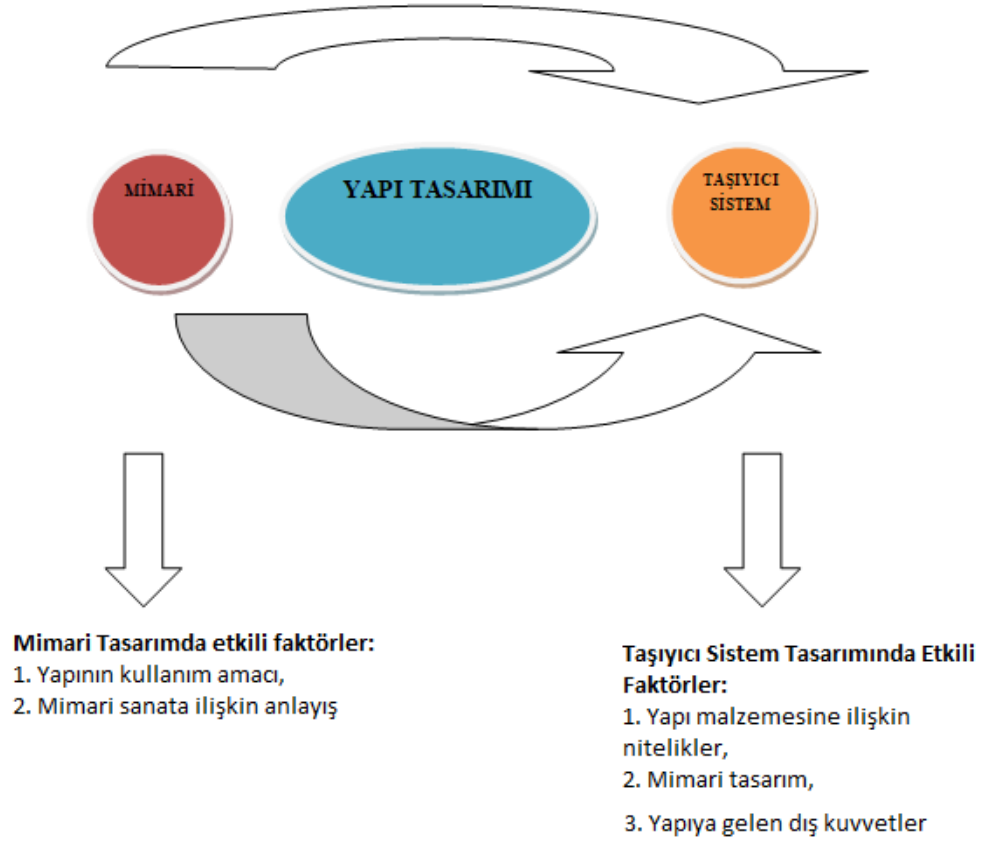 MİMARİ
YAPI TASARIMI
TAŞIYICI
SİSTEM
Mimari Tasarımda etkili faktörler:
1. Yapının kullanım amacı,
2. Mimari sanata ilişkin anlayış
Taşıyıcı Sistem Tasarımında Etkili
Faktörler:
1. Yapı malzemesine ilişkin
nitelikler,
2. Mimari tasarım,
3. Yapıya gelen dış kuvvetler